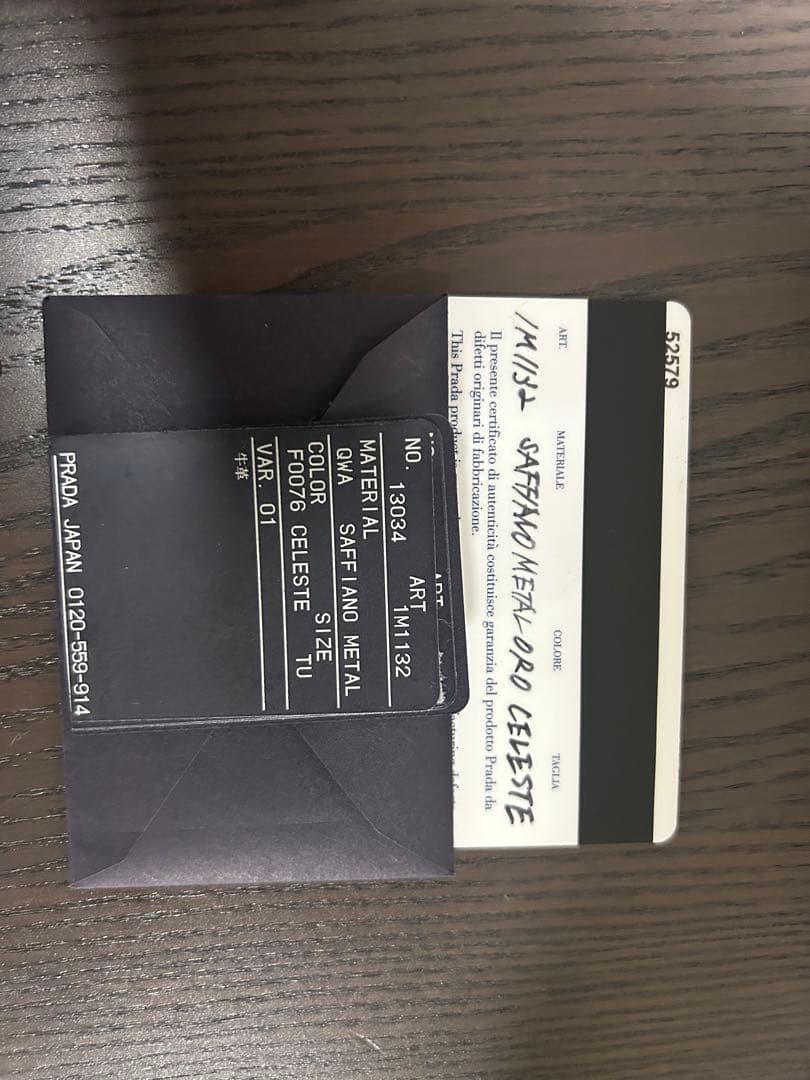 52579
ART. MATERIALE COLORE TAGLIA
1M1132 SAFFIANO METAL ORO CELESTE
Il presente certificato di autenticità costituisce garanzia del prodotto Prada da
difetti originari di fabbricazione.
This Prada product
NO. ART
13034 1M1132
MATERIAL
QWA SAFFIANO METAL
COLOR SIZE
F0076 CELESTE TU
VAR. 01
牛革
PRADA JAPAN 0120-559-914